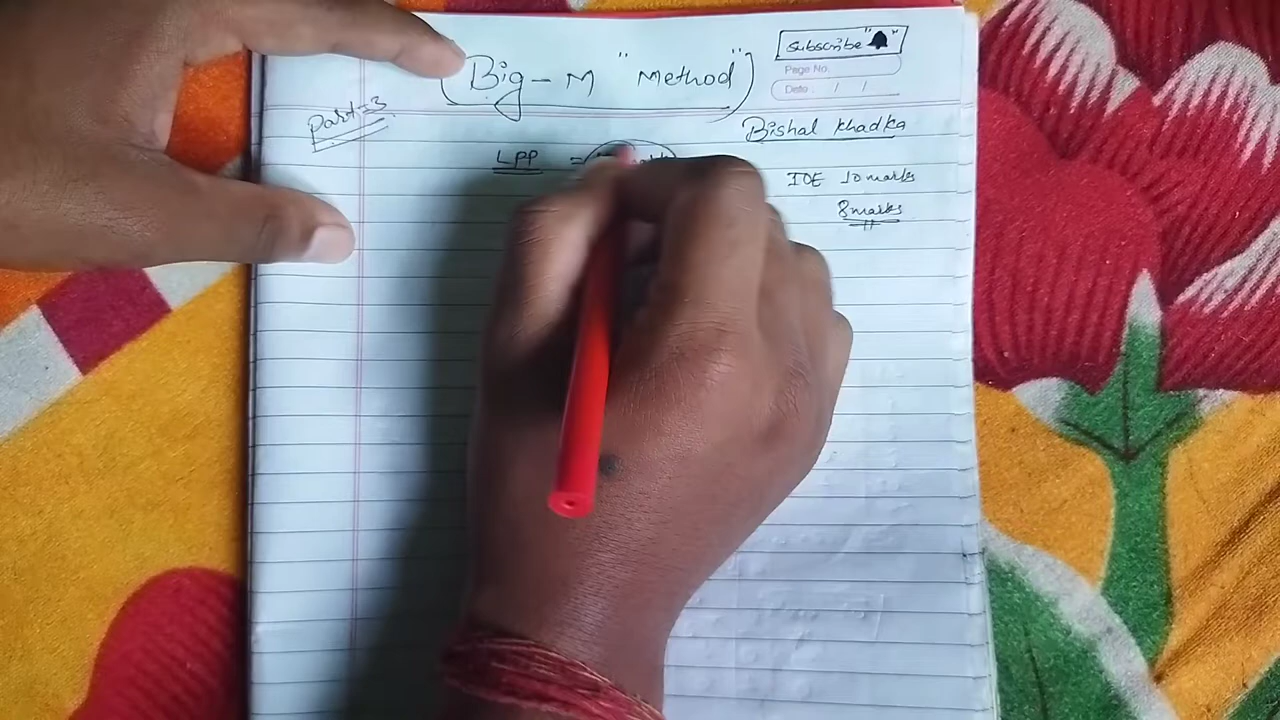 Subscribe "🔔"
(Big - M "Method")
Page No.
Date : / /
Part-3
Bishal Khadka
LPP =
IOE 10 marks
8 marks